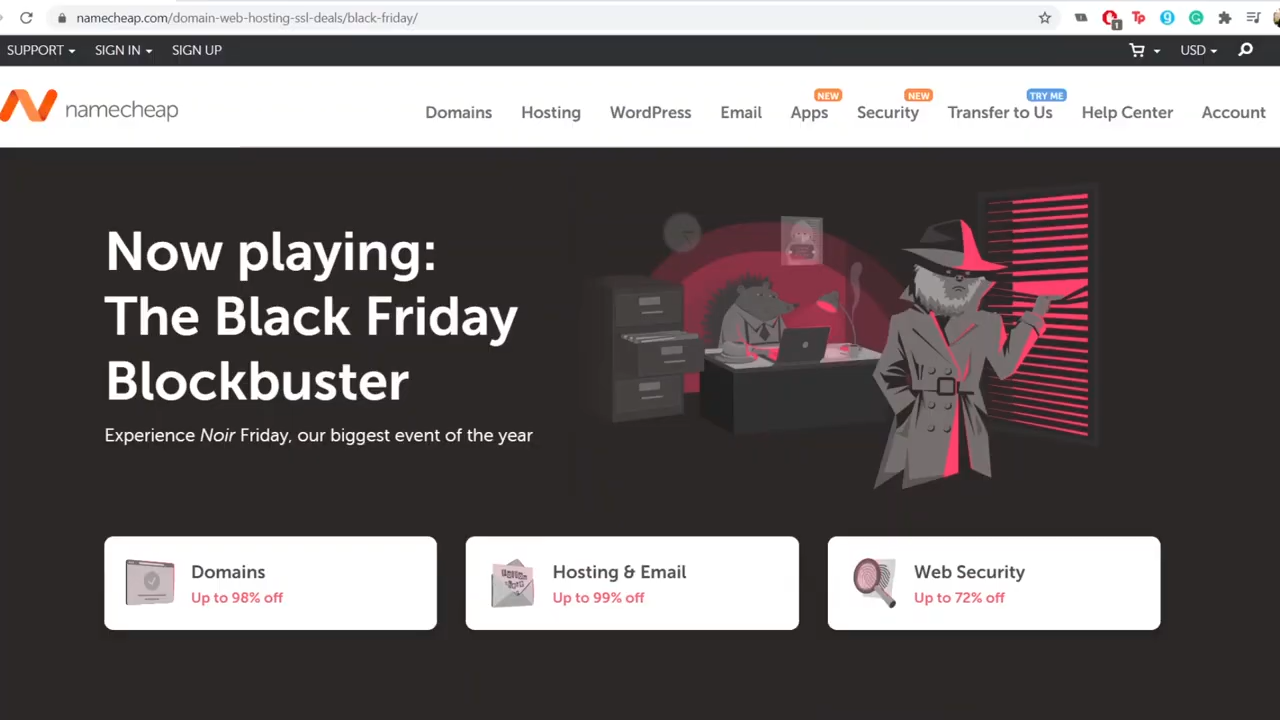 namecheap.com/domain-web-hosting-ssl-deals/black-friday/
1
SUPPORT SIGN IN SIGN UP USD
NEW NEW TRY ME
namecheap Domains Hosting WordPress Email Apps Security Transfer to Us Help Center Account
Now playing:
The Black Friday
Blockbuster
Experience Noir Friday, our biggest event of the year
Domains
Up to 98% off
Hosting & Email
Up to 99% off
Web Security
Up to 72% off